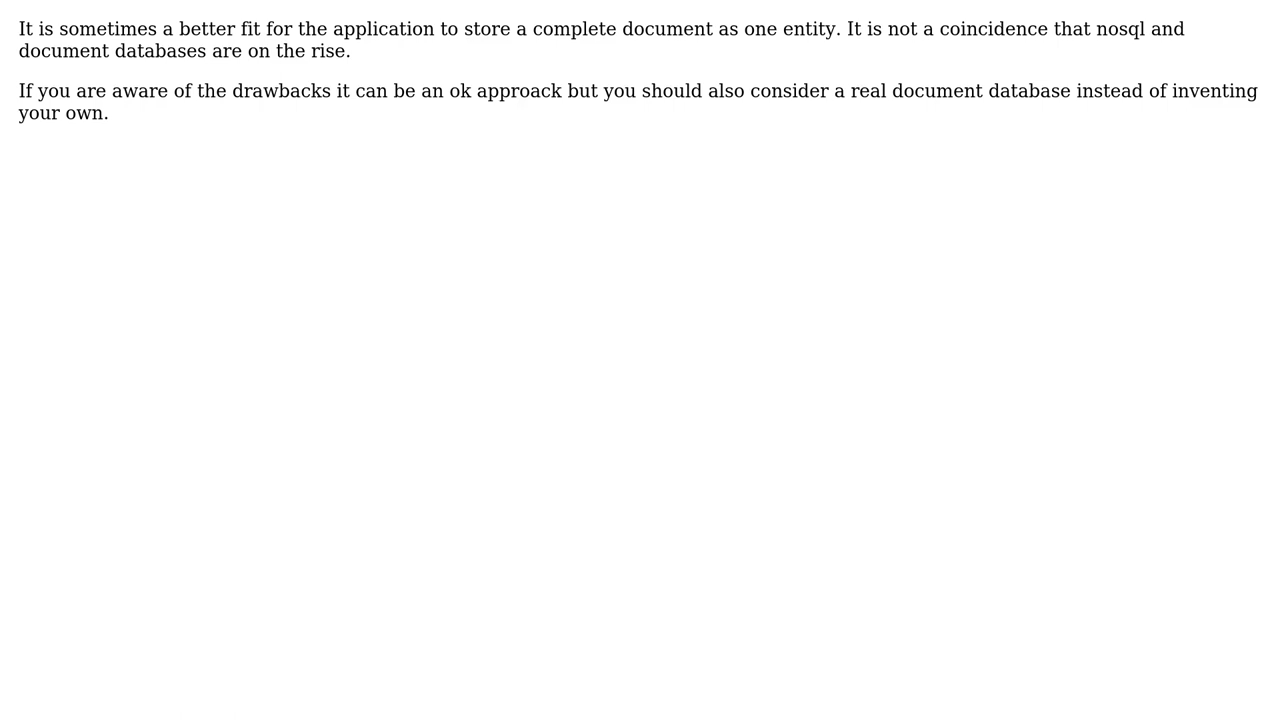 It is sometimes a better fit for the application to store a complete document as one entity. It is not a coincidence that nosql and
document databases are on the rise.
If you are aware of the drawbacks it can be an ok approack but you should also consider a real document database instead of inventing
your own.